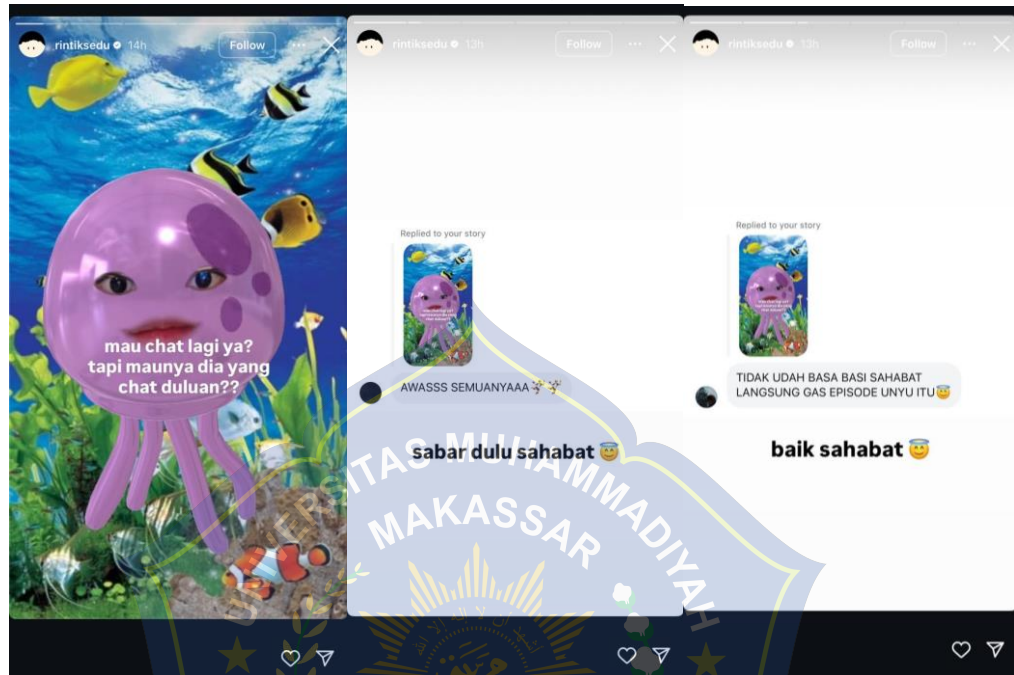 rintiksedu 14h
Follow
mau chat lagi ya?
tapi maunya dia yang
chat duluan??
rintiksedu 13h
Follow
Replied to your story
AWASSS SEMUANYAAA
sabar dulu sahabat 😇
rintiksedu 13h
Follow
Replied to your story
TIDAK UDAH BASA BASI SAHABAT
LANGSUNG GAS EPISODE UNYU ITU😇
baik sahabat 😇
UNIVERSITAS MUHAMMADIYAH
MAKASSAR